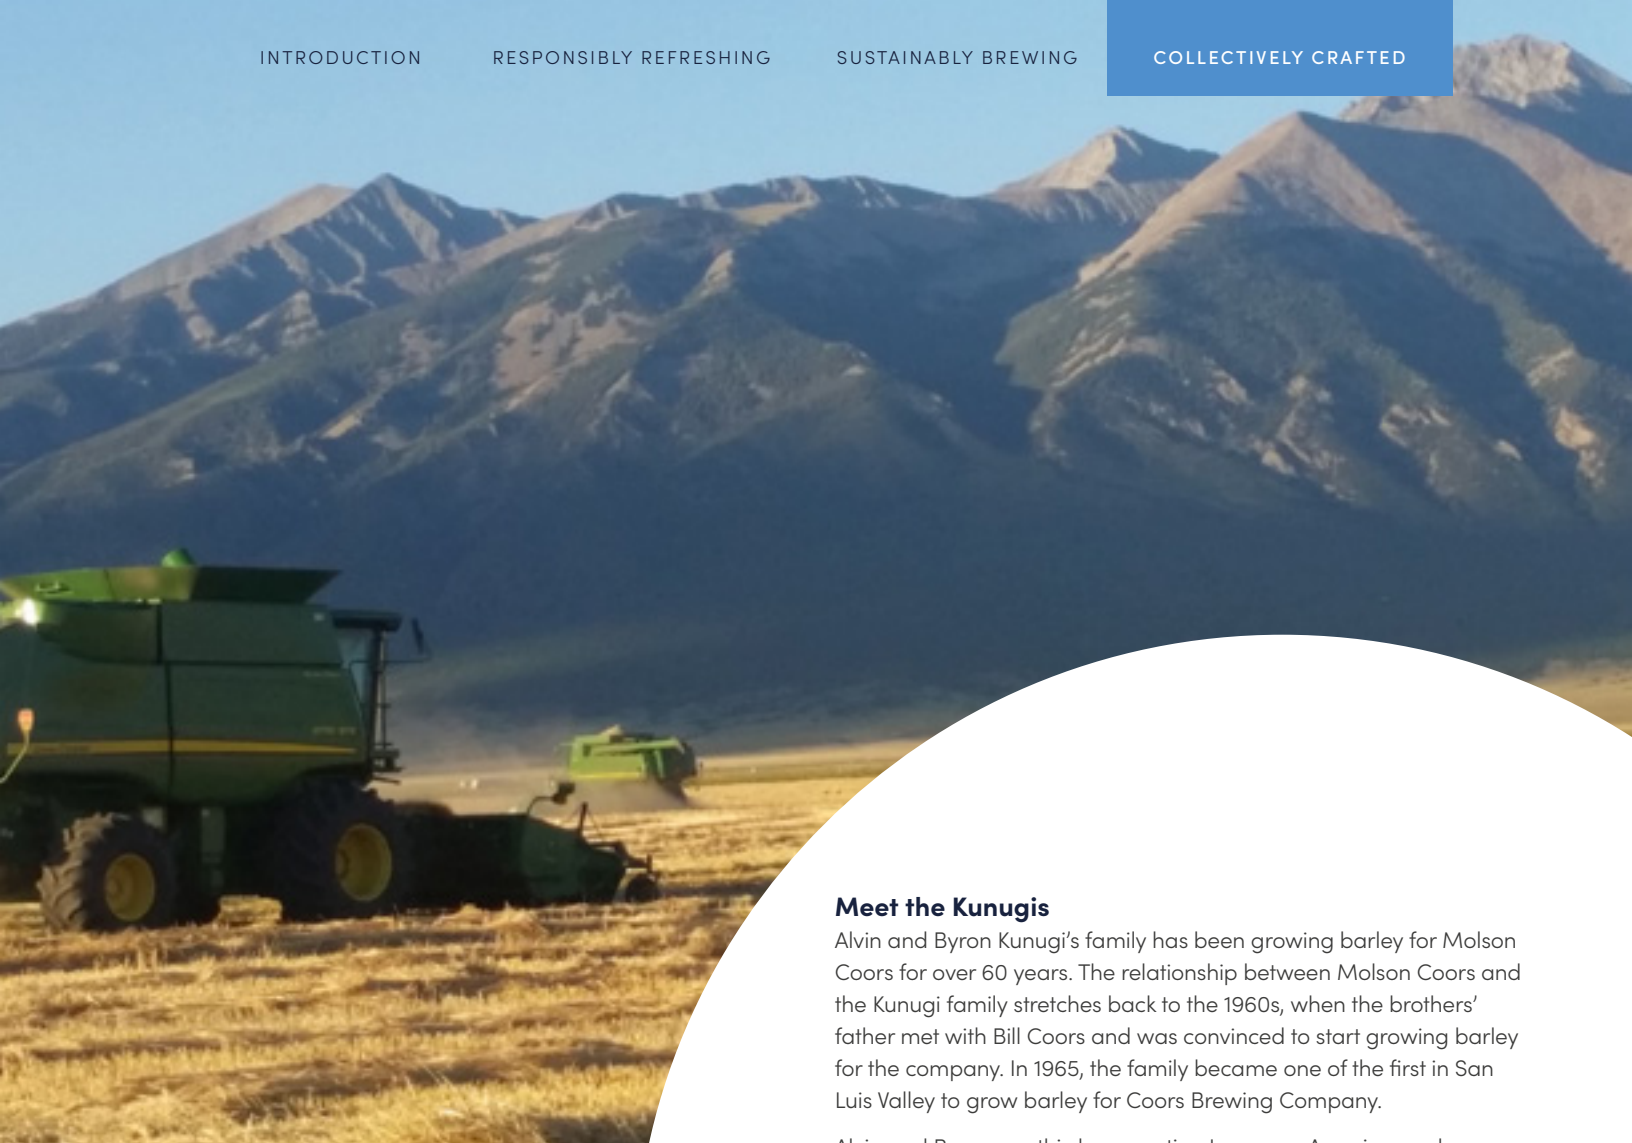 INTRODUCTION
RESPONSIBLY REFRESHING
SUSTAINABLY BREWING
COLLECTIVELY CRAFTED
Meet the Kunugis
Alvin and Byron Kunugi’s family has been growing barley for Molson
Coors for over 60 years. The relationship between Molson Coors and
the Kunugi family stretches back to the 1960s, when the brothers’
father met with Bill Coors and was convinced to start growing barley
for the company. In 1965, the family became one of the first in San
Luis Valley to grow barley for Coors Brewing Company.